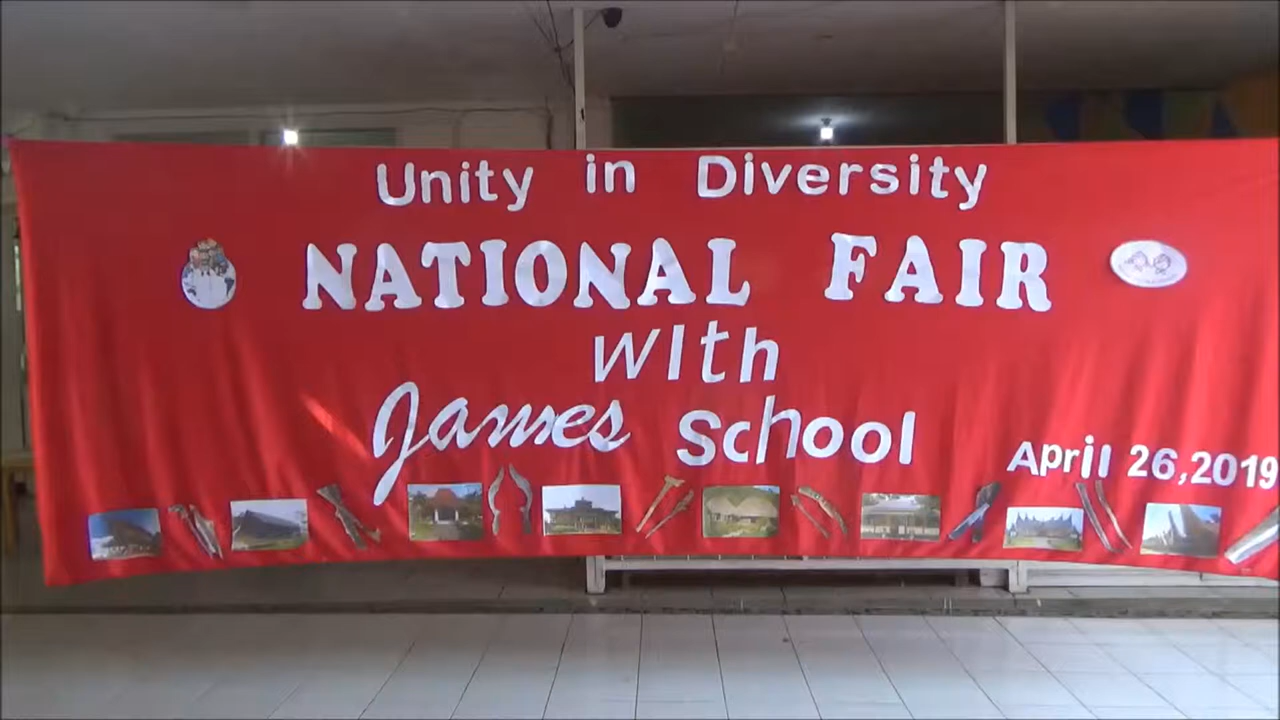 Unity in Diversity
NATIONAL FAIR
WIth
James School
April 26,2019